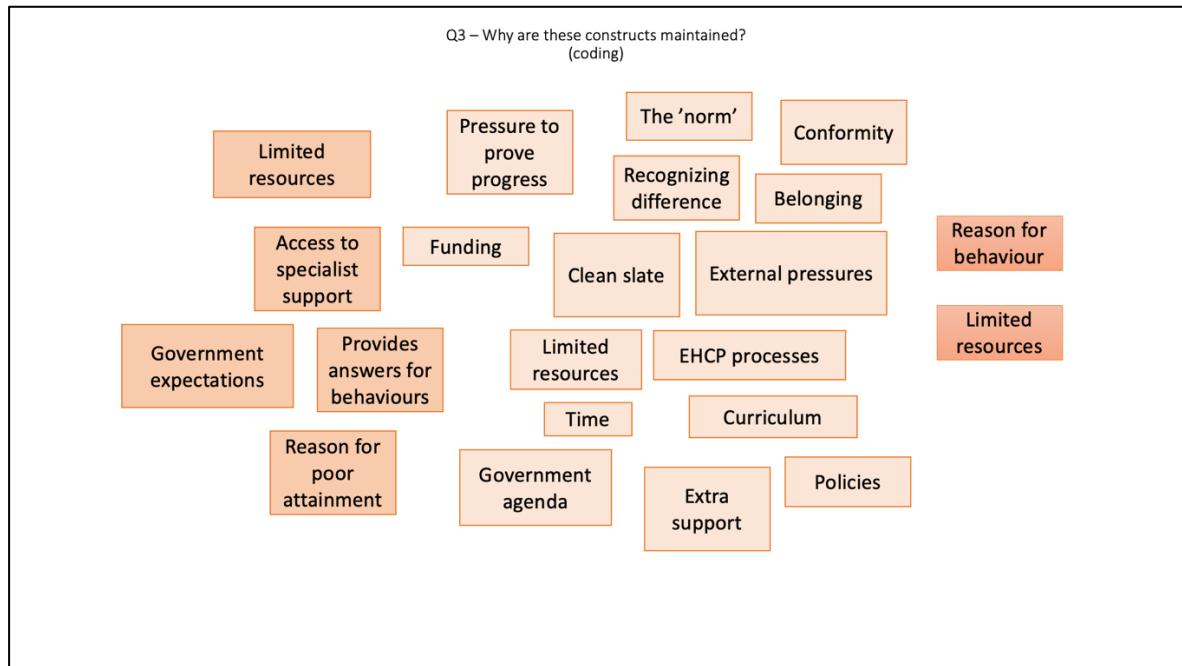 Q3 – Why are these constructs maintained?
(coding)
The ’norm’
Conformity
Pressure to
prove
progress
Limited
resources
Recognizing
difference
Belonging
Reason for
behaviour
Access to
specialist
support
Funding
Clean slate
External pressures
Limited
resources
Government
expectations
Provides
answers for
behaviours
Limited
resources
EHCP processes
Time
Curriculum
Reason for
poor
attainment
Government
agenda
Extra
support
Policies